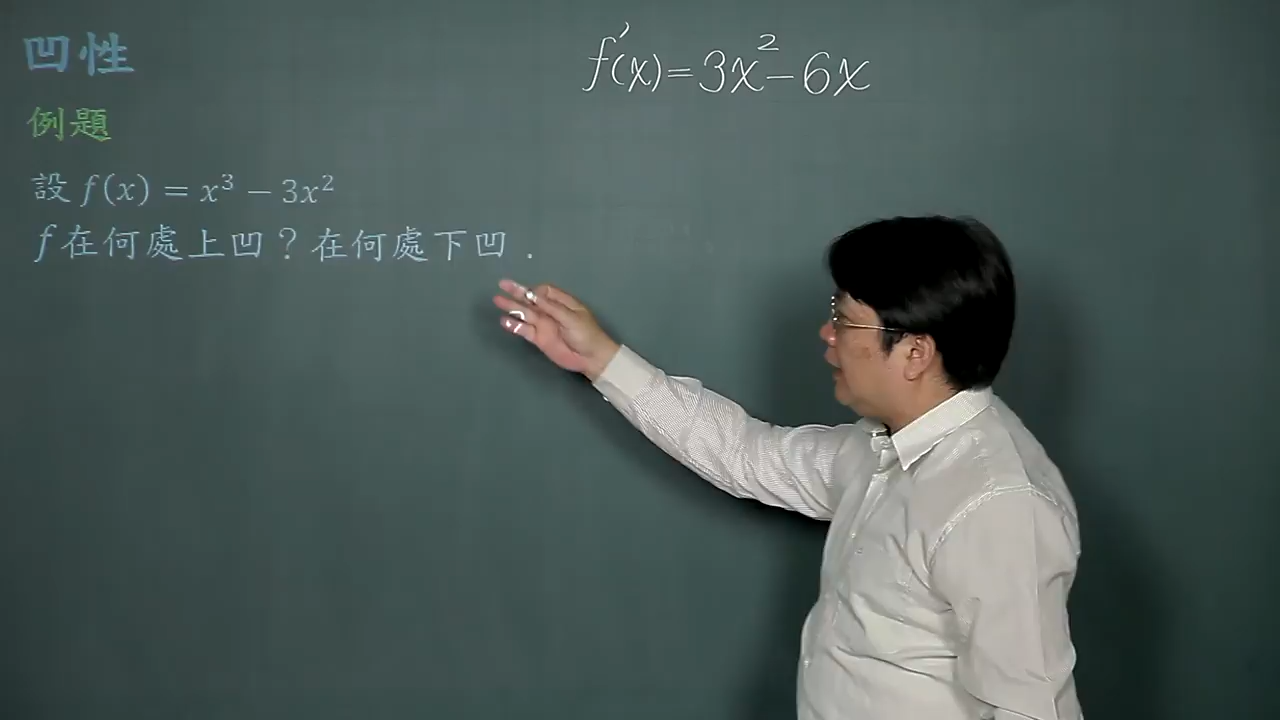 凹性
例題
設 f(x) = x³ − 3x²
f 在何處上凹？在何處下凹．
f'(x)=3x²−6x